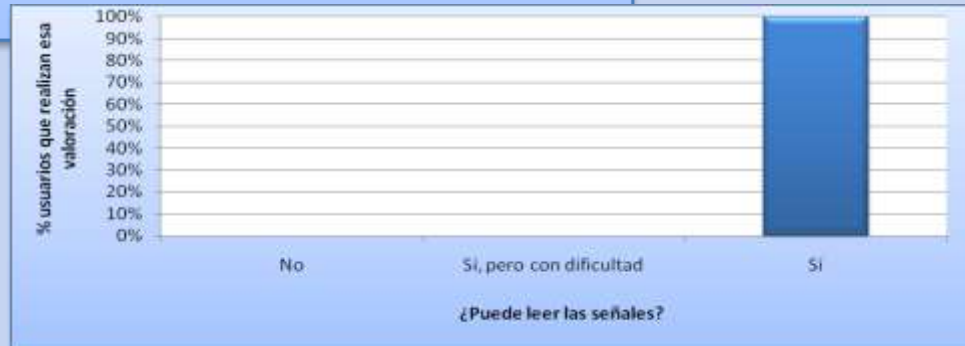 % usuarios que realizan esa
valoración
100%
90%
80%
70%
60%
50%
40%
30%
20%
10%
0%
No
Si, pero con dificultad
Si
¿Puede leer las señales?